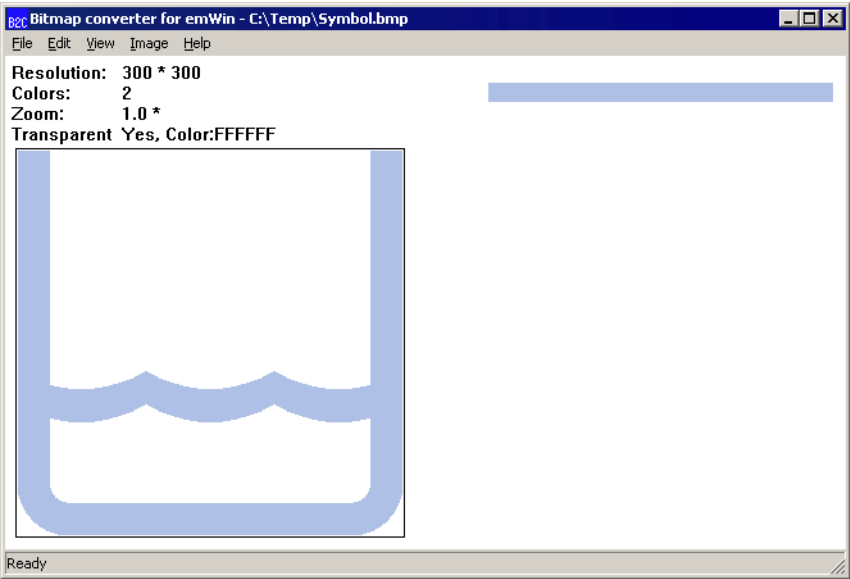 B2C Bitmap converter for emWin - C:\Temp\Symbol.bmp
File Edit View Image Help
Resolution: 300 * 300
Colors: 2
Zoom: 1.0 *
Transparent Yes, Color:FFFFFF
Ready